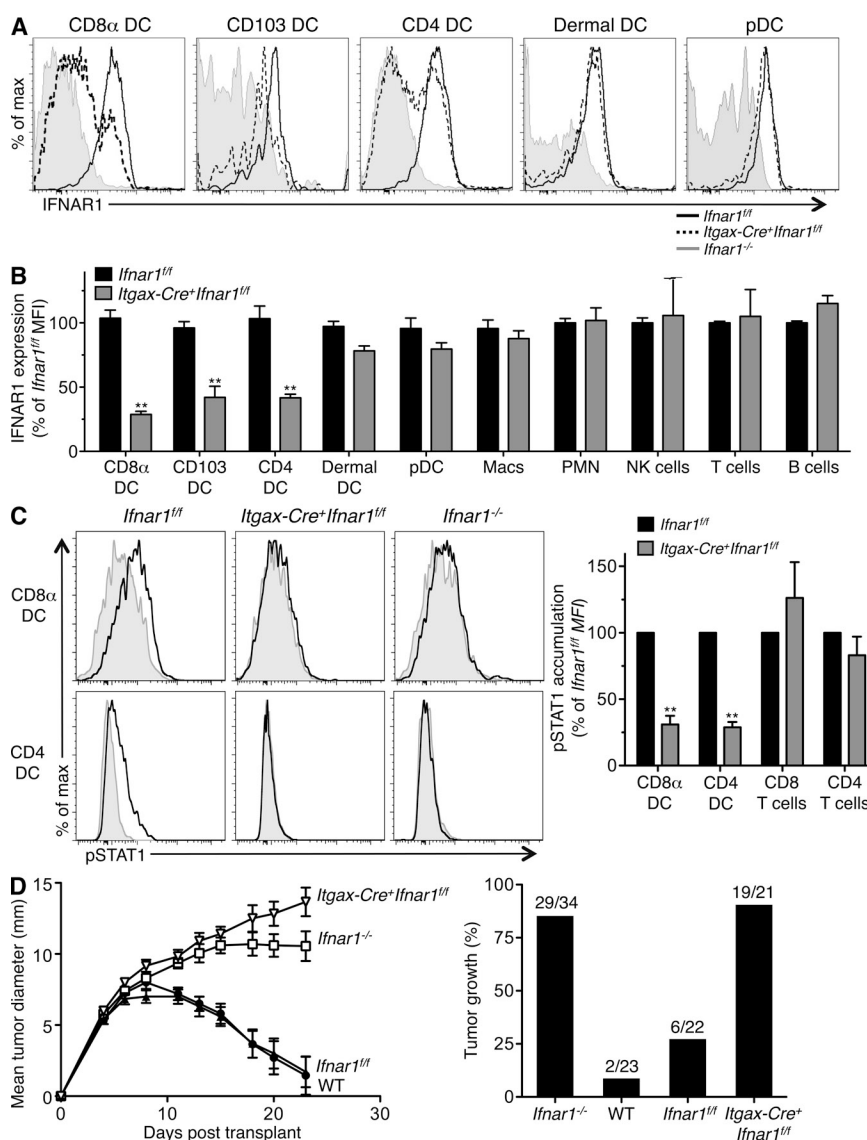 A
CD8α DC
CD103 DC
CD4 DC
Dermal DC
pDC
% of max
IFNAR1
Ifnar1f/f
Itgax-Cre+Ifnar1f/f
Ifnar1-/-
B
Ifnar1f/f
Itgax-Cre+Ifnar1f/f
IFNAR1 expression
(% of Ifnar1f/f MFI)
100
50
0
CD8α
DC
CD103
DC
CD4
DC
Dermal
DC
pDC
Macs
PMN
NK cells
T cells
B cells
C
Ifnar1f/f
Itgax-Cre+Ifnar1f/f
Ifnar1-/-
CD8α
DC
CD4
DC
% of max
pSTAT1
**
**
**
Ifnar1f/f
Itgax-Cre+Ifnar1f/f
pSTAT1 accumulation
(% of Ifnar1f/f MFI)
150
100
50
0
**
**
CD8α
DC
CD4
DC
CD8
T cells
CD4
T cells
D
Mean tumor diameter (mm)
15
10
5
0
0
10
20
30
Days post transplant
Itgax-Cre+Ifnar1f/f
Ifnar1-/-
Ifnar1f/f
WT
Tumor growth (%)
100
75
50
25
0
29/34
2/23
6/22
19/21
Ifnar1-/-
WT
Ifnar1f/f
Itgax-Cre+
Ifnar1f/f